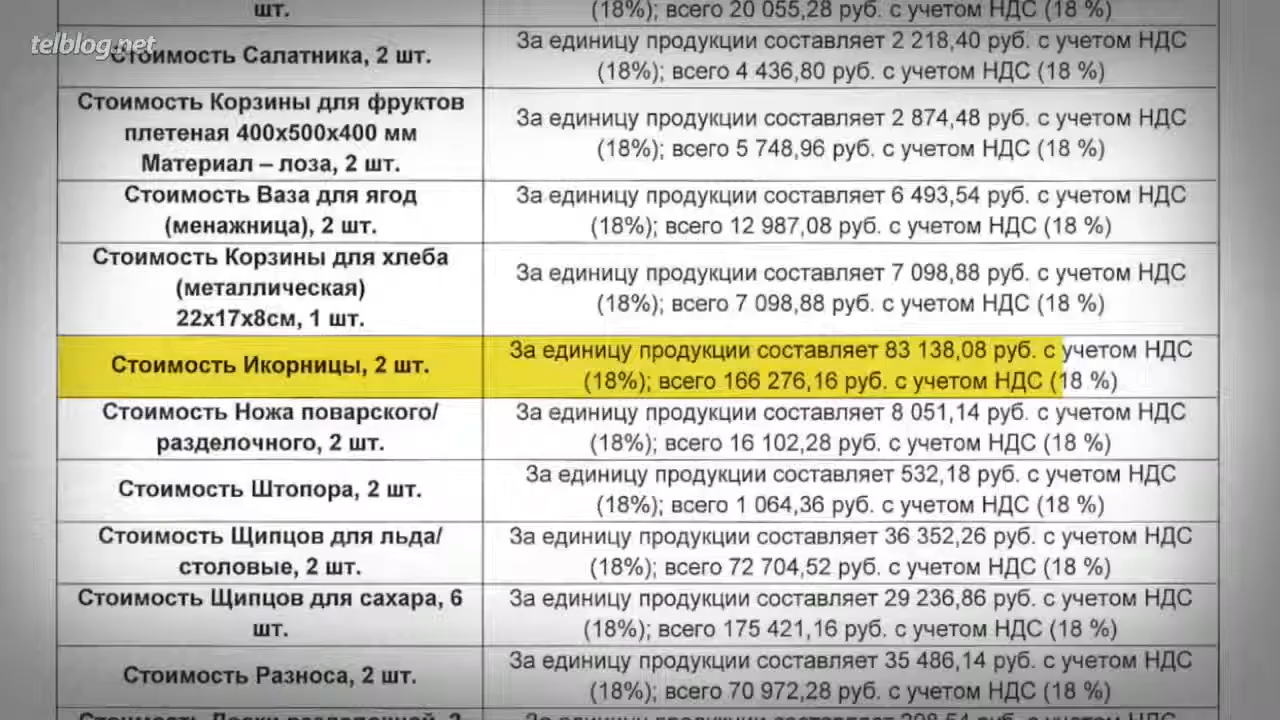 шт.
(18%); всего 20 055,28 руб. с учетом НДС (18 %)
telblog.net
Стоимость Салатника, 2 шт.
За единицу продукции составляет 2 218,40 руб. с учетом НДС
(18%); всего 4 436,80 руб. с учетом НДС (18 %)
Стоимость Корзины для фруктов
плетеная 400х500х400 мм
Материал – лоза, 2 шт.
За единицу продукции составляет 2 874,48 руб. с учетом НДС
(18%); всего 5 748,96 руб. с учетом НДС (18 %)
Стоимость Ваза для ягод
(менажница), 2 шт.
За единицу продукции составляет 6 493,54 руб. с учетом НДС
(18%); всего 12 987,08 руб. с учетом НДС (18 %)
Стоимость Корзины для хлеба
(металлическая)
22х17х8см, 1 шт.
За единицу продукции составляет 7 098,88 руб. с учетом НДС
(18%); всего 7 098,88 руб. с учетом НДС (18 %)
Стоимость Икорницы, 2 шт.
За единицу продукции составляет 83 138,08 руб. с учетом НДС
(18%); всего 166 276,16 руб. с учетом НДС (18 %)
Стоимость Ножа поварского/
разделочного, 2 шт.
За единицу продукции составляет 8 051,14 руб. с учетом НДС
(18%); всего 16 102,28 руб. с учетом НДС (18 %)
Стоимость Штопора, 2 шт.
За единицу продукции составляет 532,18 руб. с учетом НДС
(18%); всего 1 064,36 руб. с учетом НДС (18 %)
Стоимость Щипцов для льда/
столовые, 2 шт.
За единицу продукции составляет 36 352,26 руб. с учетом НДС
(18%); всего 72 704,52 руб. с учетом НДС (18 %)
Стоимость Щипцов для сахара, 6
шт.
За единицу продукции составляет 29 236,86 руб. с учетом НДС
(18%); всего 175 421,16 руб. с учетом НДС (18 %)
Стоимость Разноса, 2 шт.
За единицу продукции составляет 35 486,14 руб. с учетом НДС
(18%); всего 70 972,28 руб. с учетом НДС (18 %)